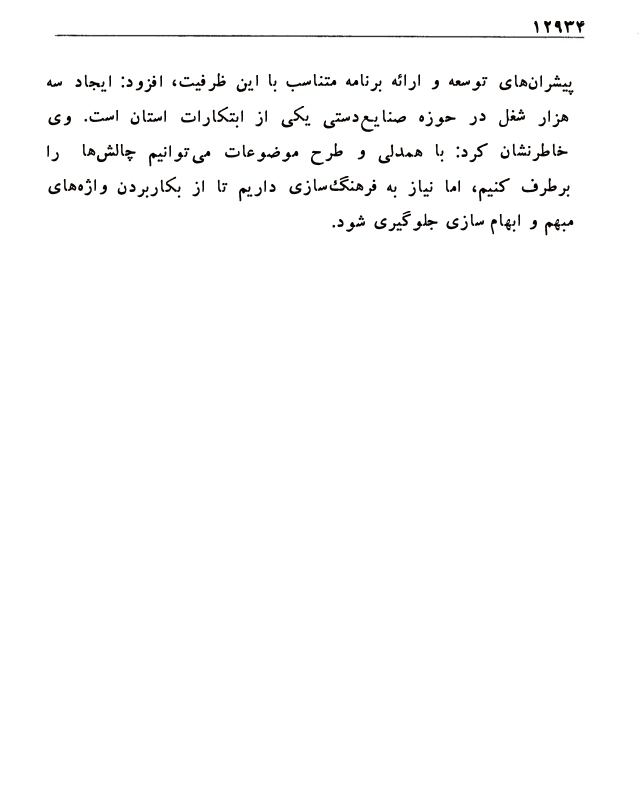 ۱۲۹۳۴
پیشران‌های توسعه و ارائه برنامه متناسب با این ظرفیت، افزود: ایجاد سه
هزار شغل در حوزه صنایع‌دستی یکی از ابتکارات استان است. وی
خاطرنشان کرد: با همدلی و طرح موضوعات می‌توانیم چالش‌ها را
برطرف کنیم، اما نیاز به فرهنگ‌سازی داریم تا از بکاربردن واژه‌های
مبهم و ابهام سازی جلوگیری شود.